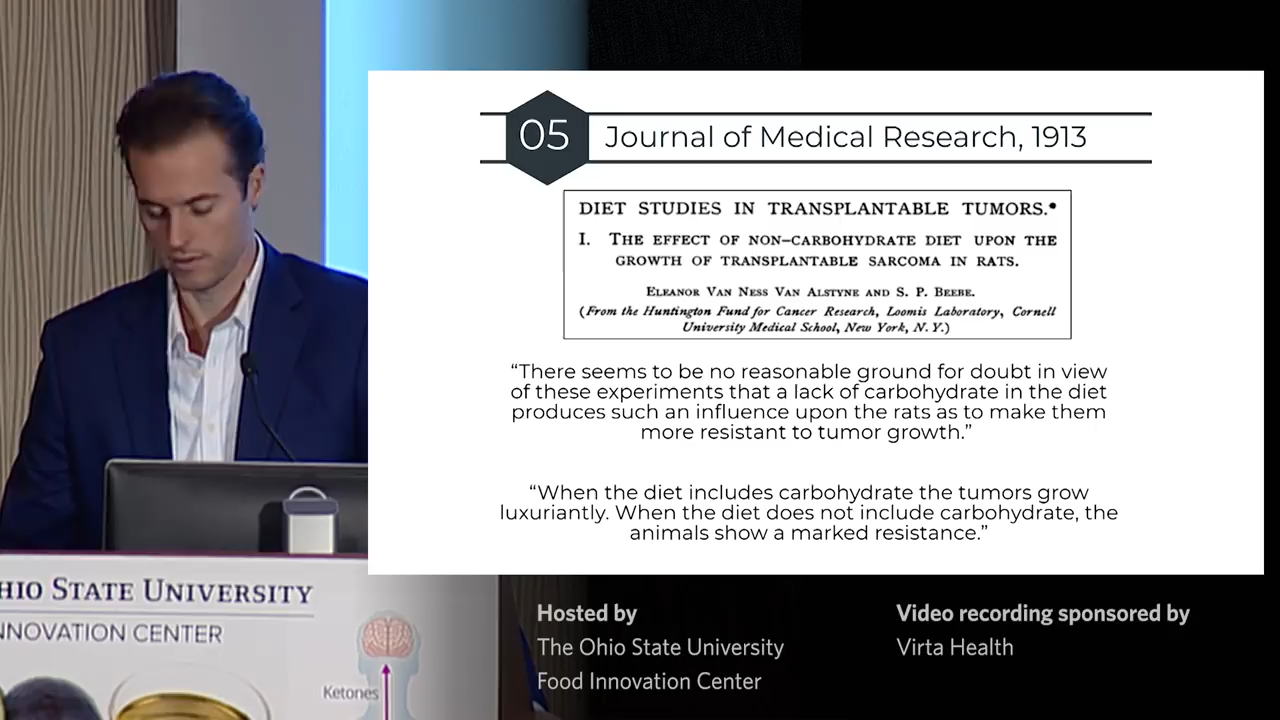 05
Journal of Medical Research, 1913
DIET STUDIES IN TRANSPLANTABLE TUMORS.*
I. THE EFFECT OF NON-CARBOHYDRATE DIET UPON THE
GROWTH OF TRANSPLANTABLE SARCOMA IN RATS.
ELEANOR VAN NESS VAN ALSTYNE AND S. P. BEEBE.
(From the Huntington Fund for Cancer Research, Loomis Laboratory, Cornell
University Medical School, New York, N. Y.)
“There seems to be no reasonable ground for doubt in view
of these experiments that a lack of carbohydrate in the diet
produces such an influence upon the rats as to make them
more resistant to tumor growth.”
“When the diet includes carbohydrate the tumors grow
luxuriantly. When the diet does not include carbohydrate, the
animals show a marked resistance.”
HIO STATE UNIVERSITY
NNOVATION CENTER
Ketones
Hosted by
The Ohio State University
Food Innovation Center
Video recording sponsored by
Virta Health